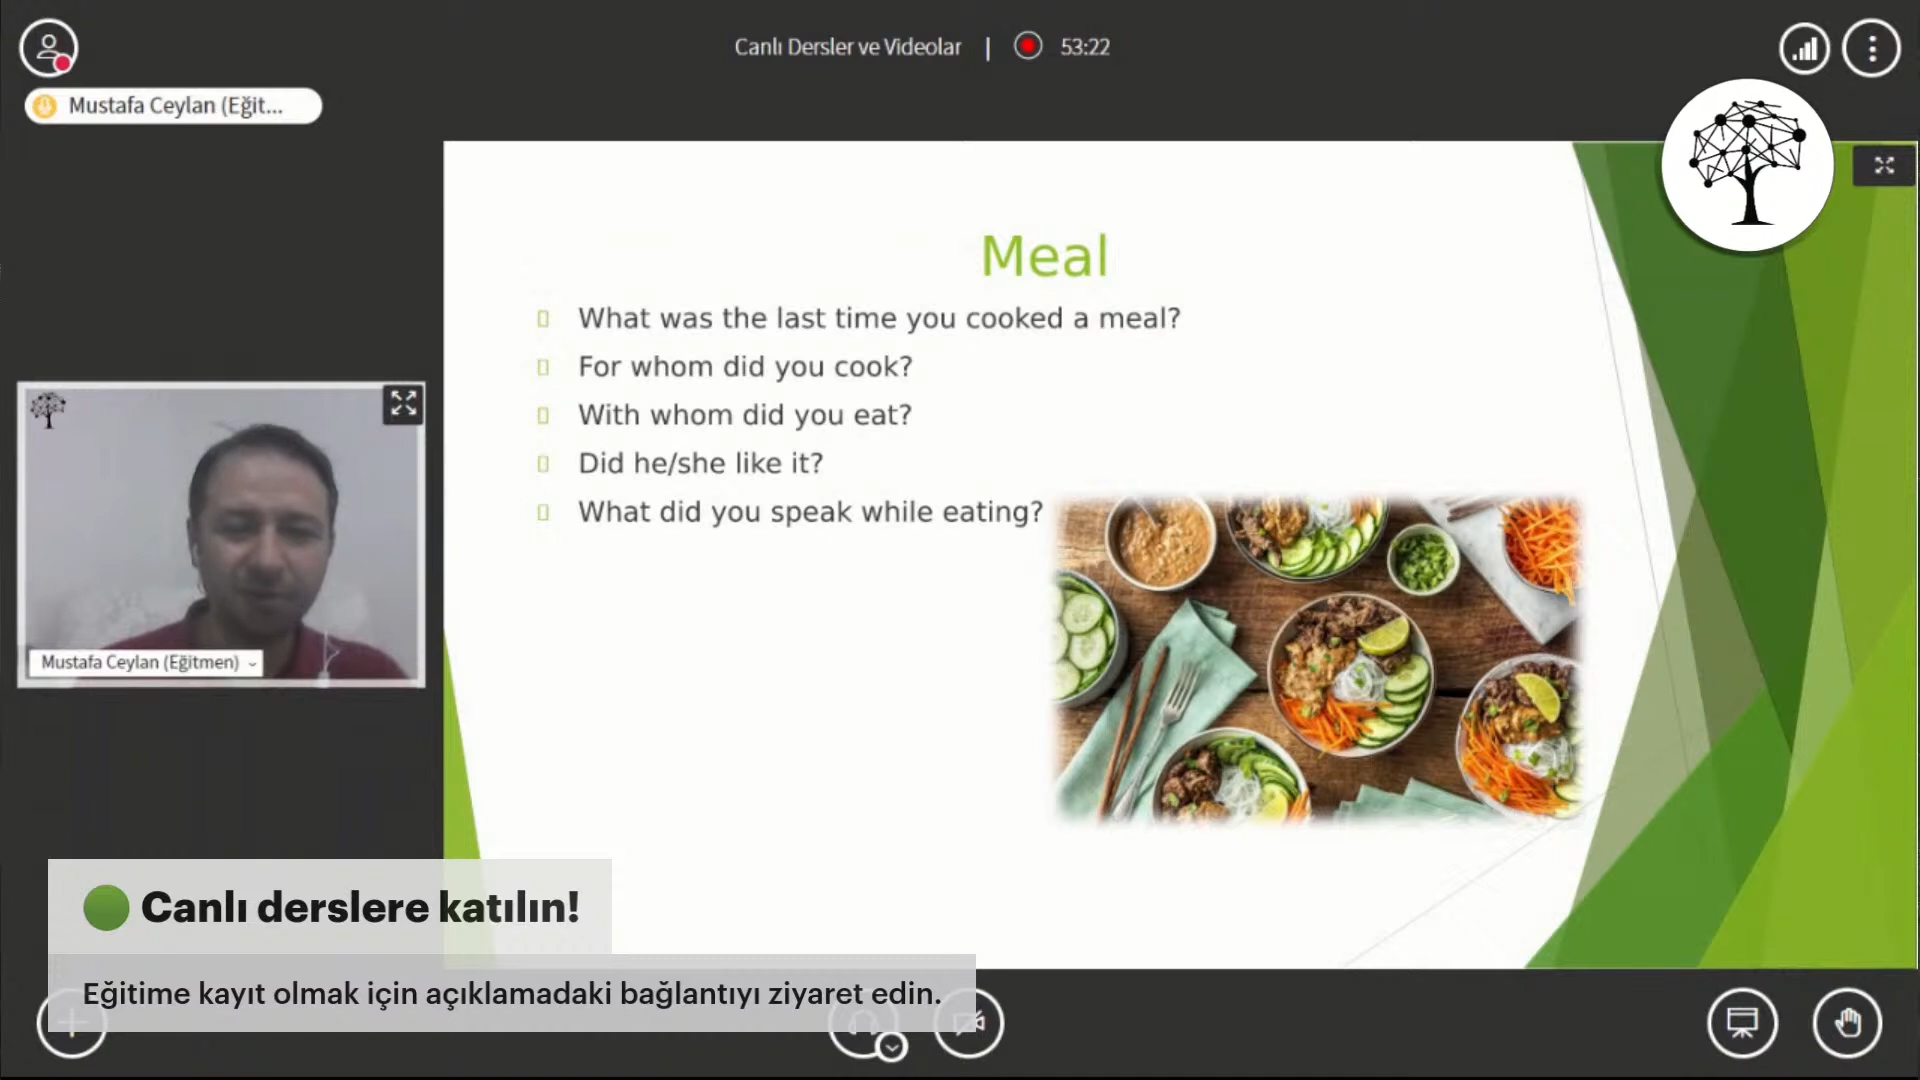 Canlı Dersler ve Videolar | 53:22
Mustafa Ceylan (Eğit...
Meal
What was the last time you cooked a meal?
For whom did you cook?
With whom did you eat?
Did he/she like it?
What did you speak while eating?
Mustafa Ceylan (Eğitmen)
Canlı derslere katılın!
Eğitime kayıt olmak için açıklamadaki bağlantıyı ziyaret edin.